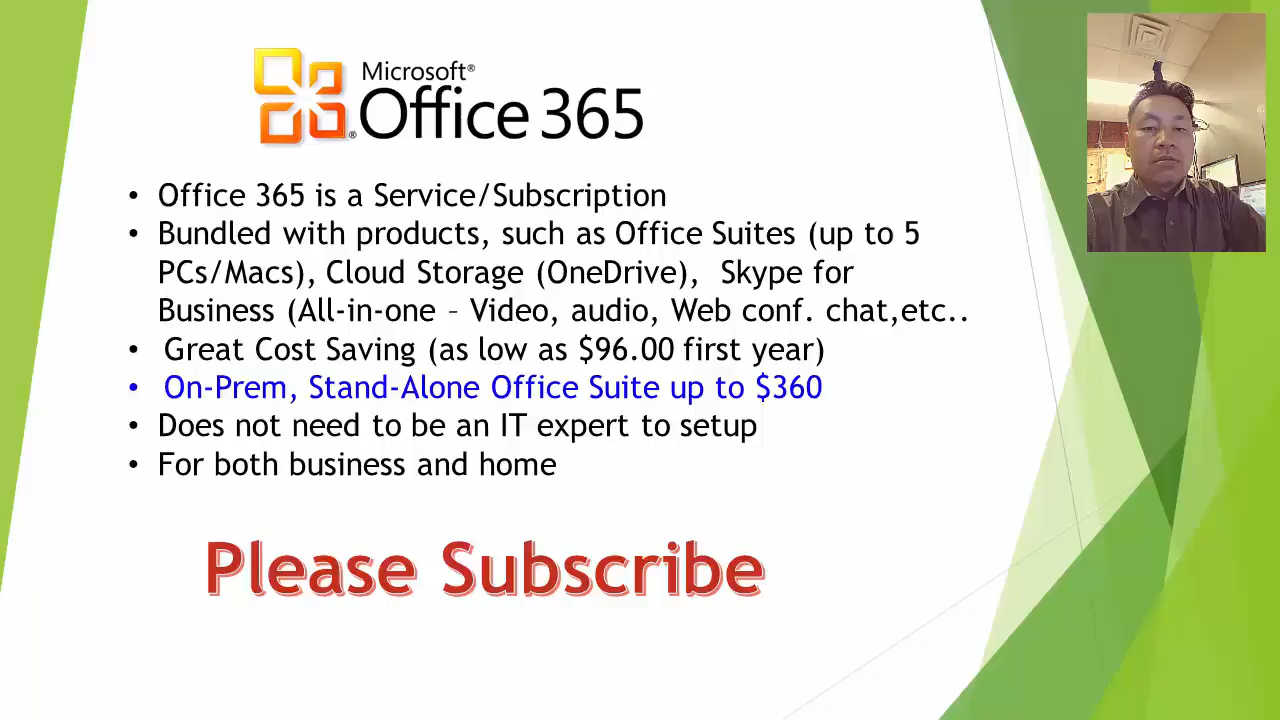 Microsoft®
® Office 365
• Office 365 is a Service/Subscription
• Bundled with products, such as Office Suites (up to 5
PCs/Macs), Cloud Storage (OneDrive), Skype for
Business (All-in-one – Video, audio, Web conf. chat,etc..
• Great Cost Saving (as low as $96.00 first year)
• On-Prem, Stand-Alone Office Suite up to $360
• Does not need to be an IT expert to setup
• For both business and home
Please Subscribe